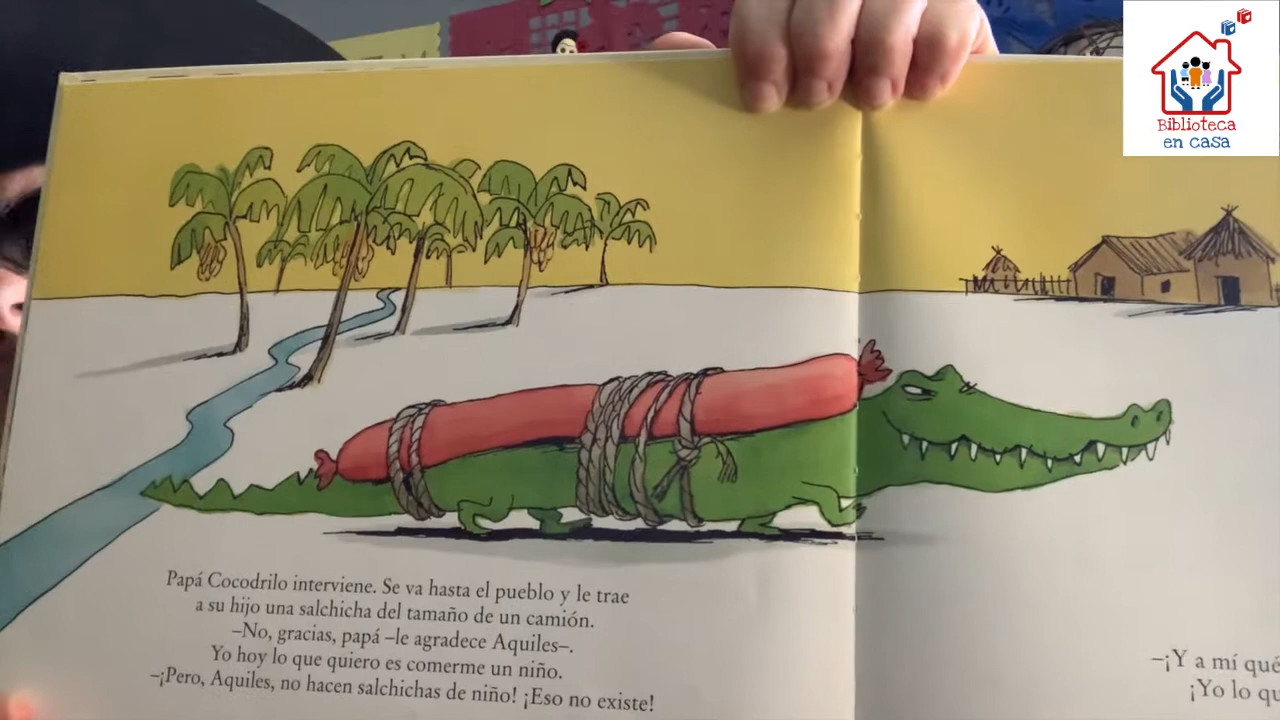 Biblioteca
en casa
Papá Cocodrilo interviene. Se va hasta el pueblo y le trae
a su hijo una salchicha del tamaño de un camión.
–No, gracias, papá –le agradece Aquiles–.
Yo hoy lo que quiero es comerme un niño.
–¡Pero, Aquiles, no hacen salchichas de niño! ¡Eso no existe!
–¡Y a mí qué
¡Yo lo